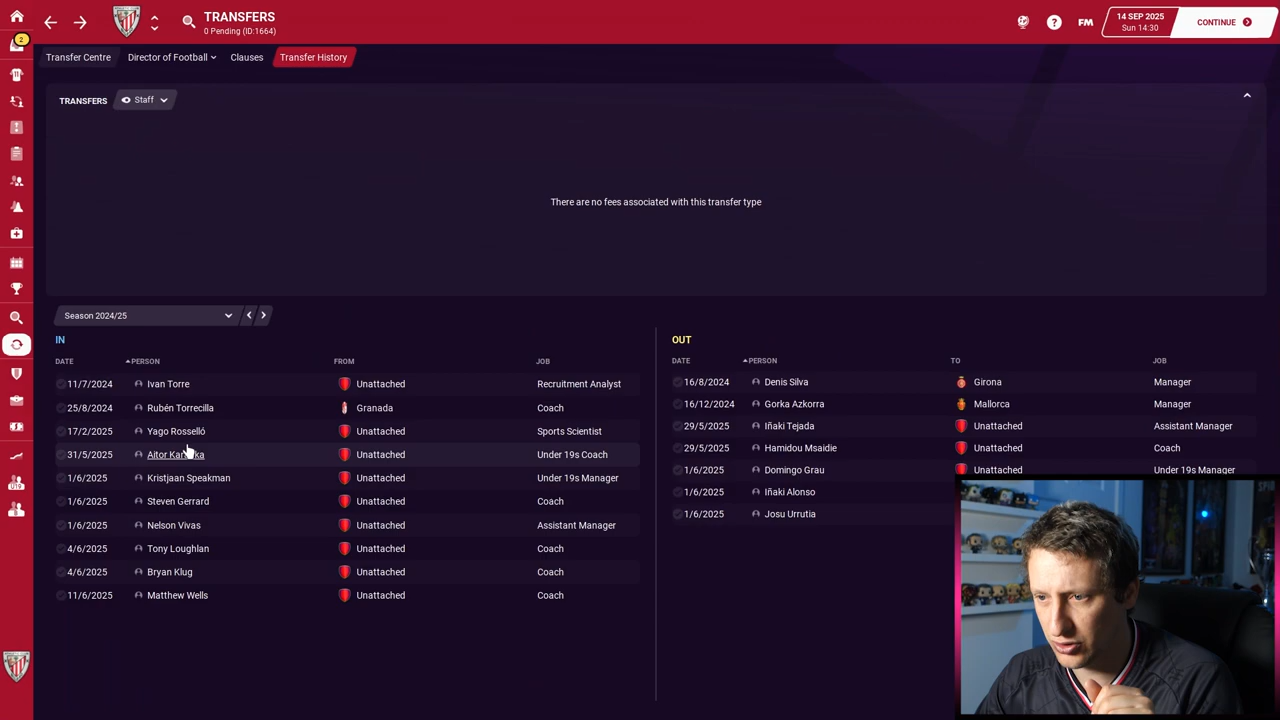 TRANSFERS
0 Pending (ID:1664)
FM
14 SEP 2025
Sun 14:30
CONTINUE
2
Transfer Centre
Director of Football
Clauses
Transfer History
TRANSFERS
Staff
There are no fees associated with this transfer type
Season 2024/25
IN
DATE PERSON FROM JOB
11/7/2024 Ivan Torre Unattached Recruitment Analyst
25/8/2024 Rubén Torrecilla Granada Coach
17/2/2025 Yago Rosselló Unattached Sports Scientist
31/5/2025 Aitor Unattached Under 19s Coach
1/6/2025 Kristjaan Speakman Unattached Under 19s Manager
1/6/2025 Steven Gerrard Unattached Coach
1/6/2025 Nelson Vivas Unattached Assistant Manager
4/6/2025 Tony Loughlan Unattached Coach
4/6/2025 Bryan Klug Unattached Coach
11/6/2025 Matthew Wells Unattached Coach
OUT
DATE PERSON TO JOB
16/8/2024 Denis Silva Girona Manager
16/12/2024 Gorka Azkorra Mallorca Manager
29/5/2025 Iñaki Tejada Unattached Assistant Manager
29/5/2025 Hamidou Msaidie Unattached Coach
1/6/2025 Domingo Grau Unattached Under 19s Manager
1/6/2025 Iñaki Alonso
1/6/2025 Josu Urrutia